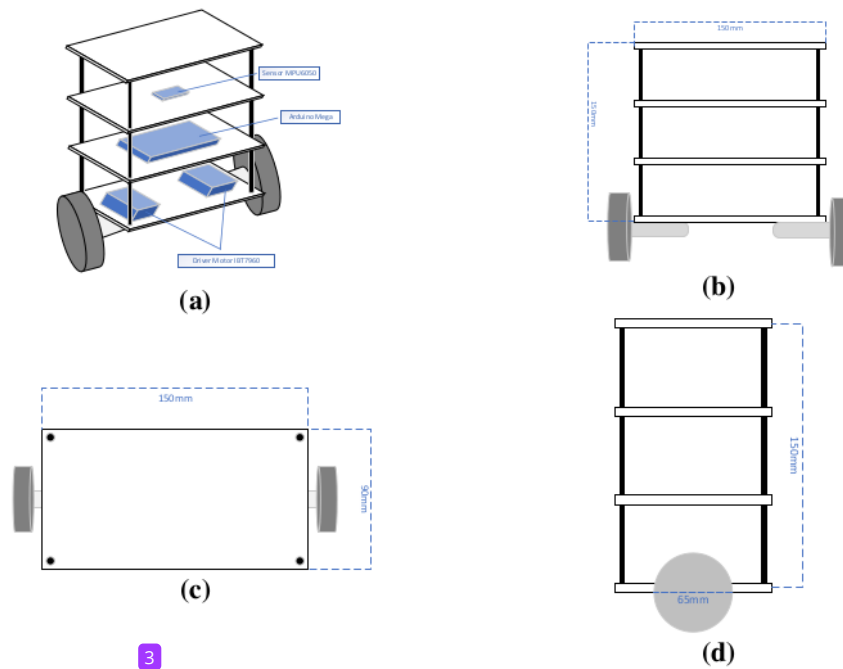 Sensor MPU6050
Arduino Mega
Driver Motor IBT7960
(a)
150mm
150mm
(b)
150mm
90mm
(c)
150mm
65mm
(d)
3